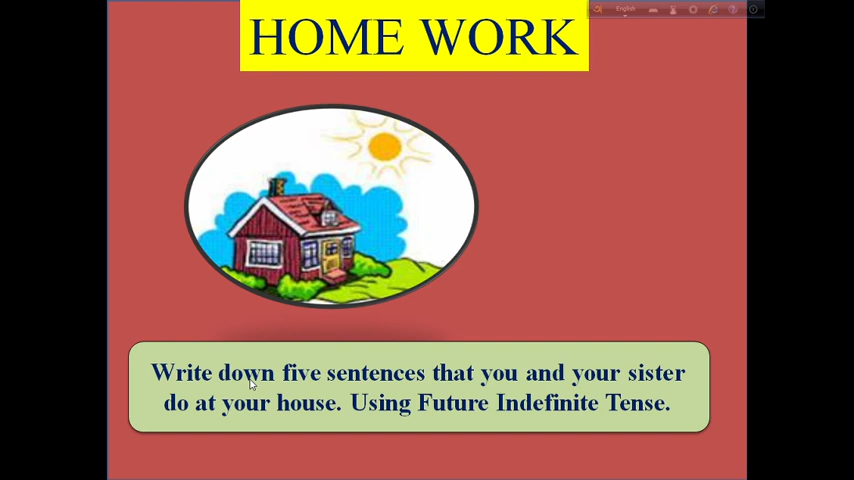 English
HOME WORK
Write down five sentences that you and your sister
do at your house. Using Future Indefinite Tense.